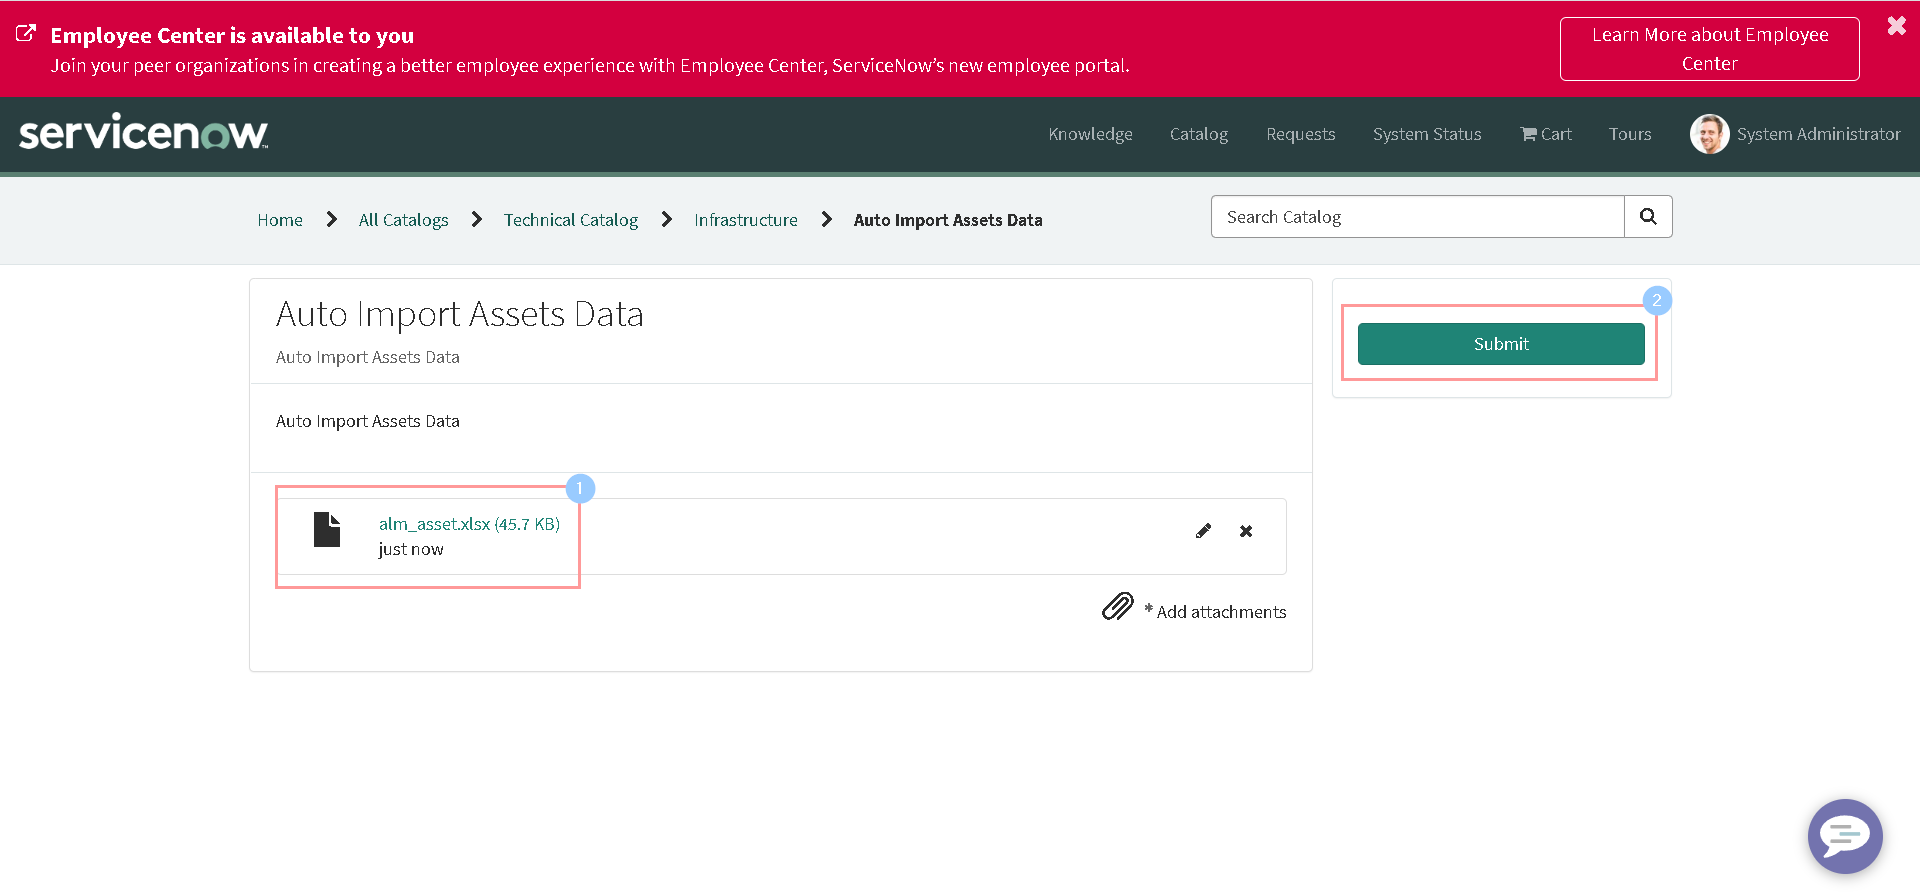 Employee Center is available to you
Join your peer organizations in creating a better employee experience with Employee Center, ServiceNow's new employee portal.
Learn More about Employee
Center
servicenow
Knowledge
Catalog
Requests
System Status
Cart
Tours
System Administrator
Home
All Catalogs
Technical Catalog
Infrastructure
Auto Import Assets Data
Search Catalog
Auto Import Assets Data
Auto Import Assets Data
Auto Import Assets Data
1
alm_asset.xlsx (45.7 KB)
just now
* Add attachments
2
Submit